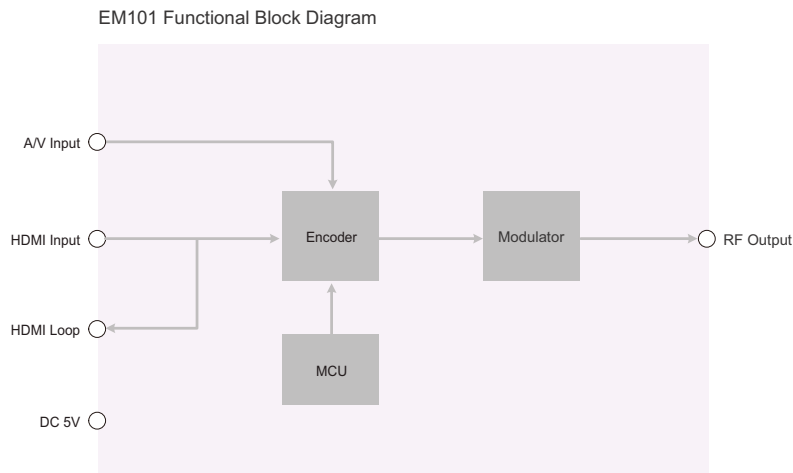 EM101 Functional Block Diagram
A/V Input
HDMI Input
Encoder
Modulator
RF Output
HDMI Loop
MCU
DC 5V